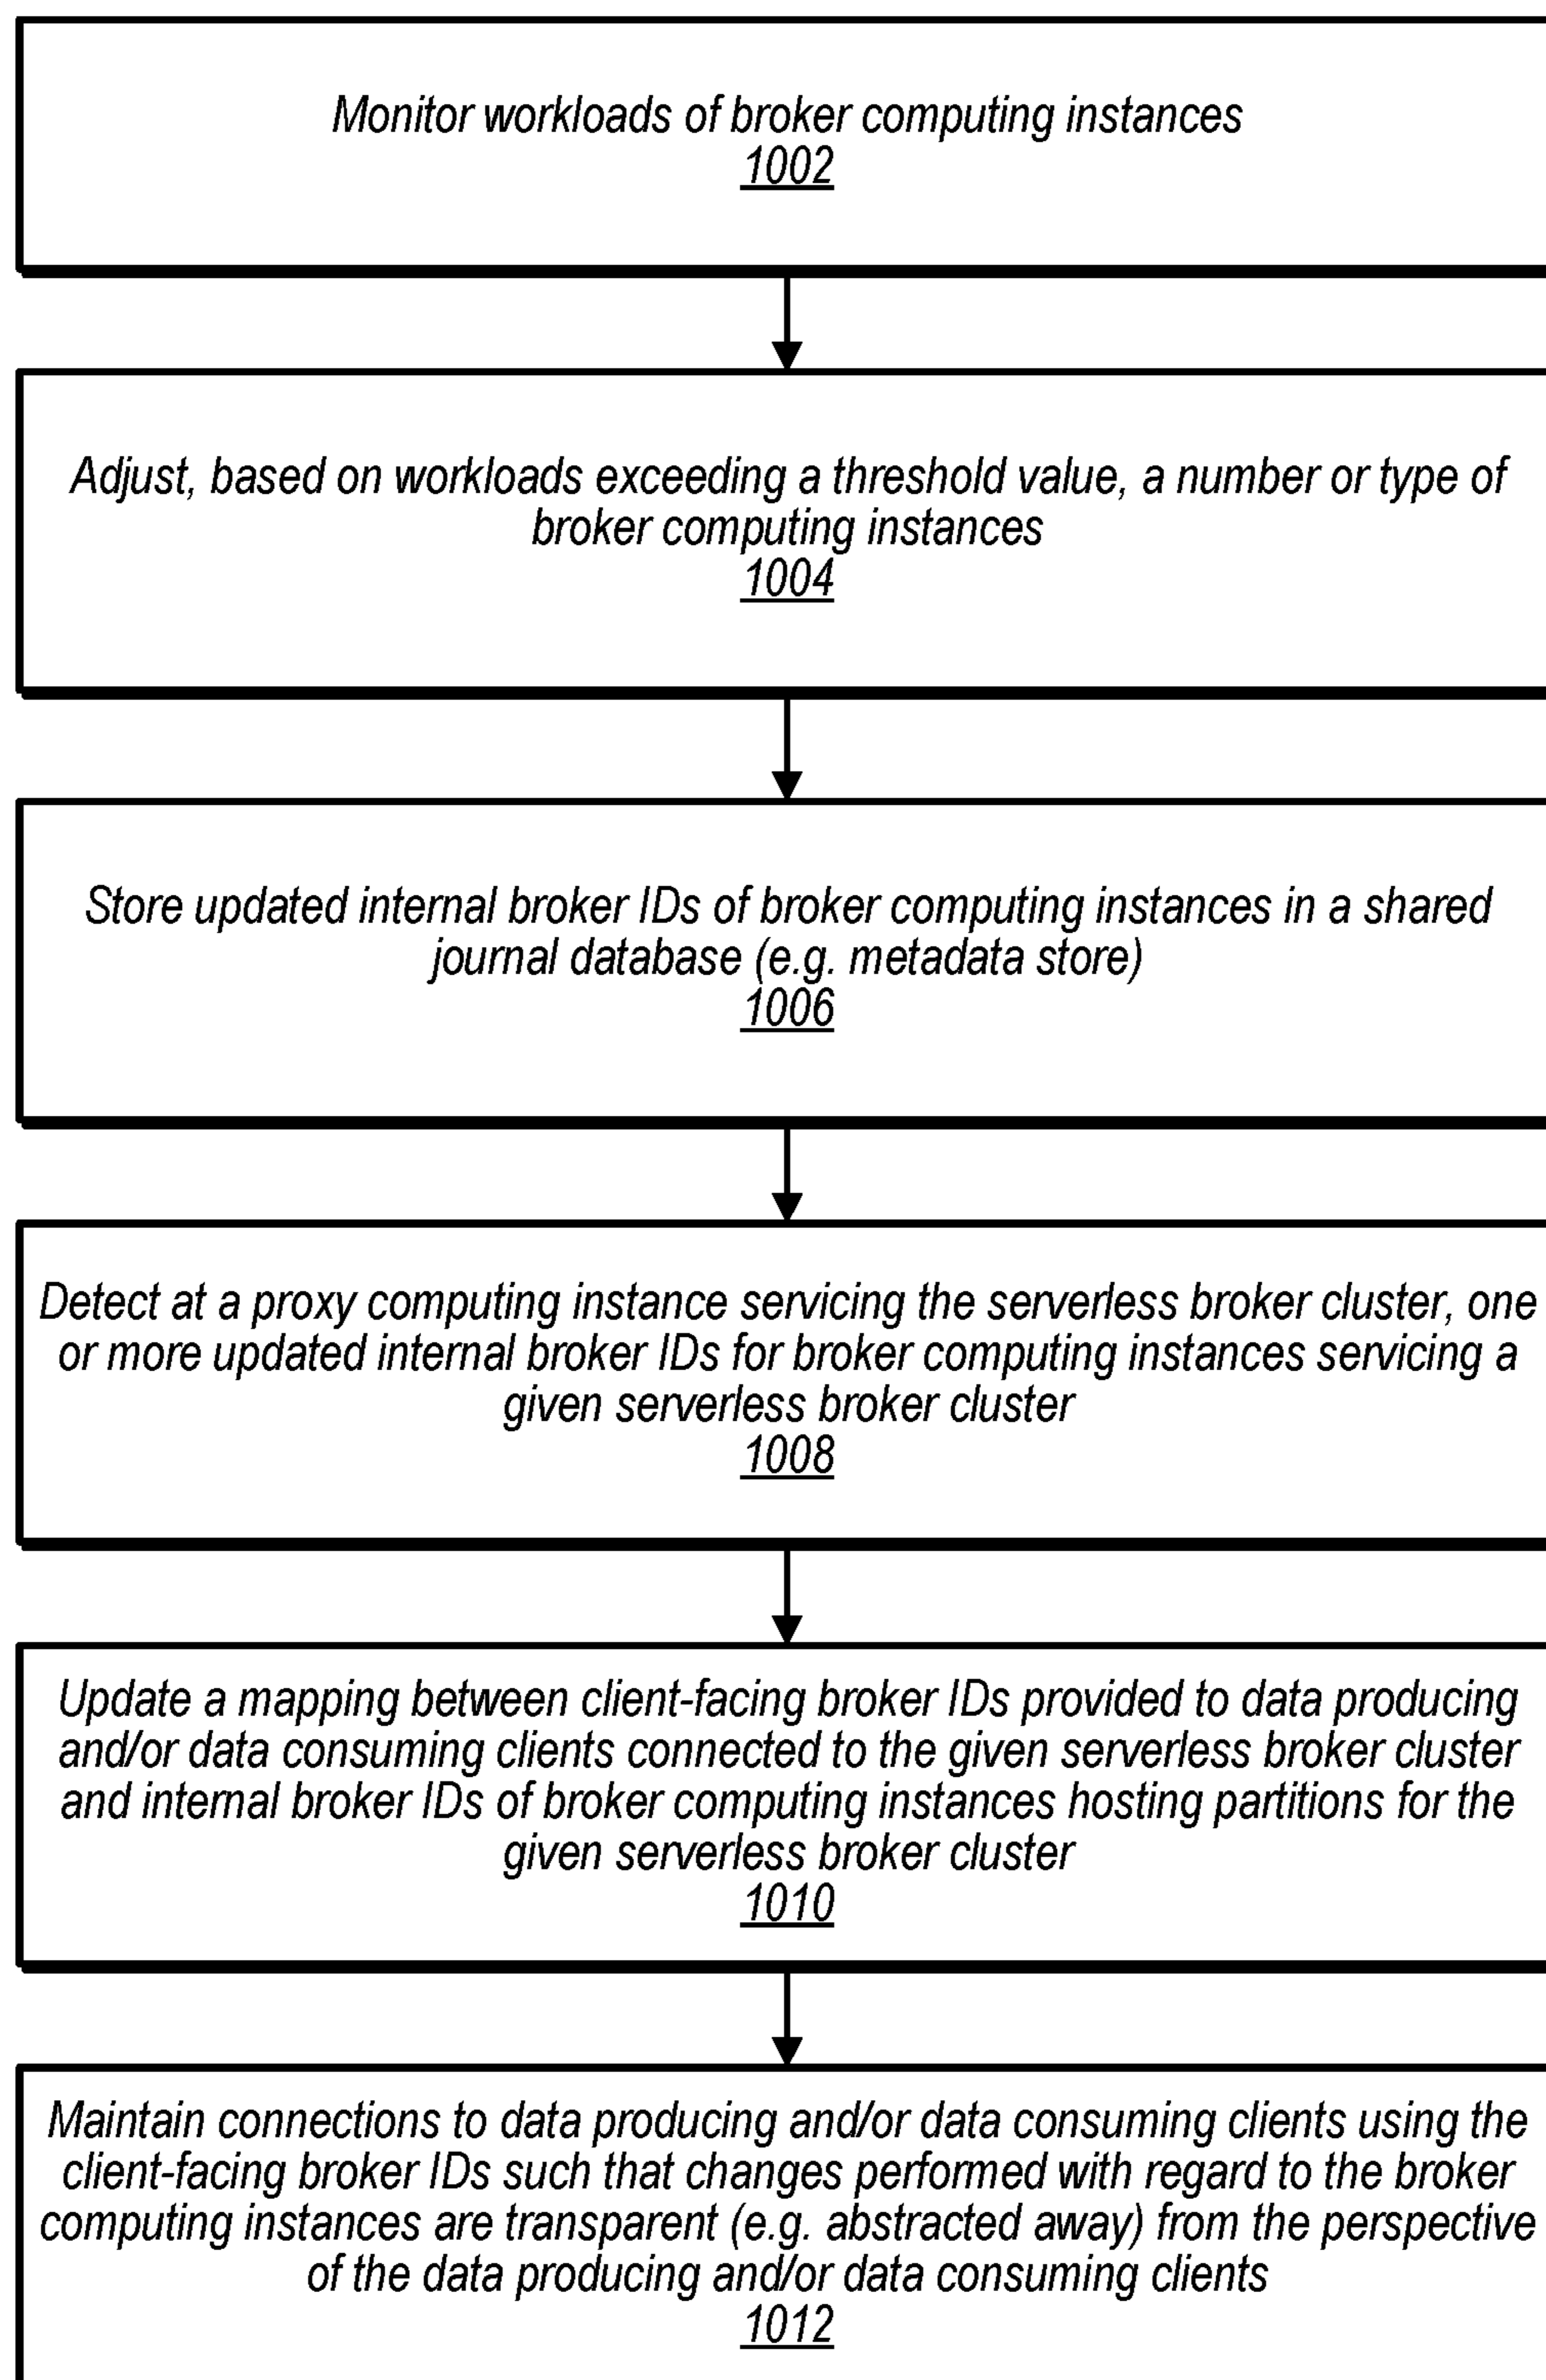 Monitor workloads of broker computing instances
1002
Adjust, based on workloads exceeding a threshold value, a number or type of
broker computing instances
1004
Store updated internal broker IDs of broker computing instances in a shared
journal database (e.g. metadata store)
1006
Detect at a proxy computing instance servicing the serverless broker cluster, one
or more updated internal broker IDs for broker computing instances servicing a
given serverless broker cluster
1008
Update a mapping between client-facing broker IDs provided to data producing
and/or data consuming clients connected to the given serverless broker cluster
and internal broker IDs of broker computing instances hosting partitions for the
given serverless broker cluster
1010
Maintain connections to data producing and/or data consuming clients using the
client-facing broker IDs such that changes performed with regard to the broker
computing instances are transparent (e.g. abstracted away) from the perspective
of the data producing and/or data consuming clients
1012